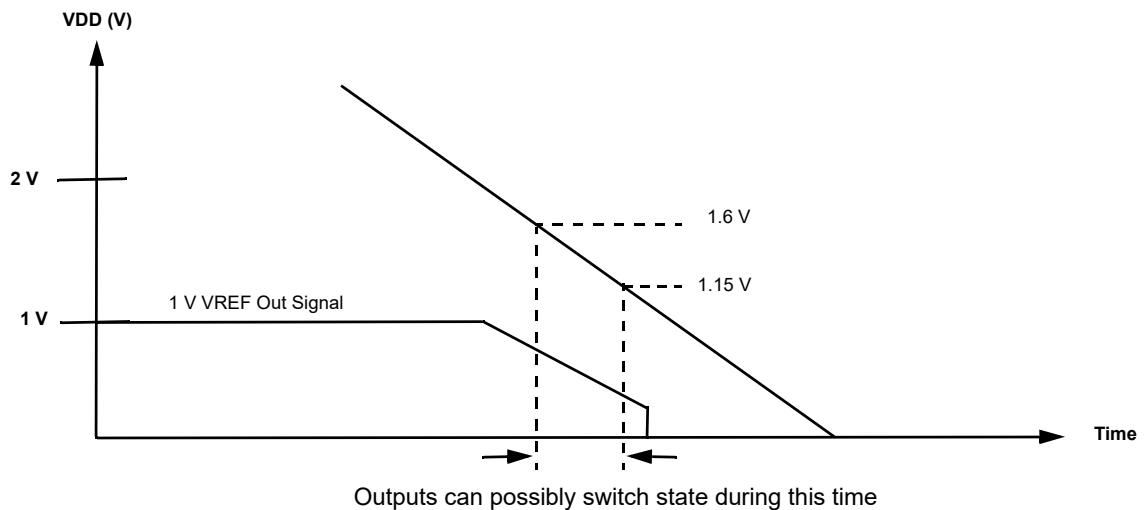 VDD (V)
2 V
1.6 V
1.15 V
1 V VREF Out Signal
1 V
Time
Outputs can possibly switch state during this time